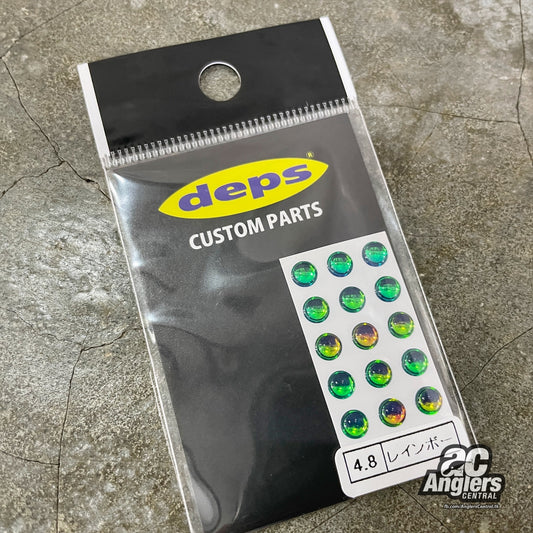 deps®
CUSTOM PARTS
4.8 レインボー
ac
Anglers
CENTRAL